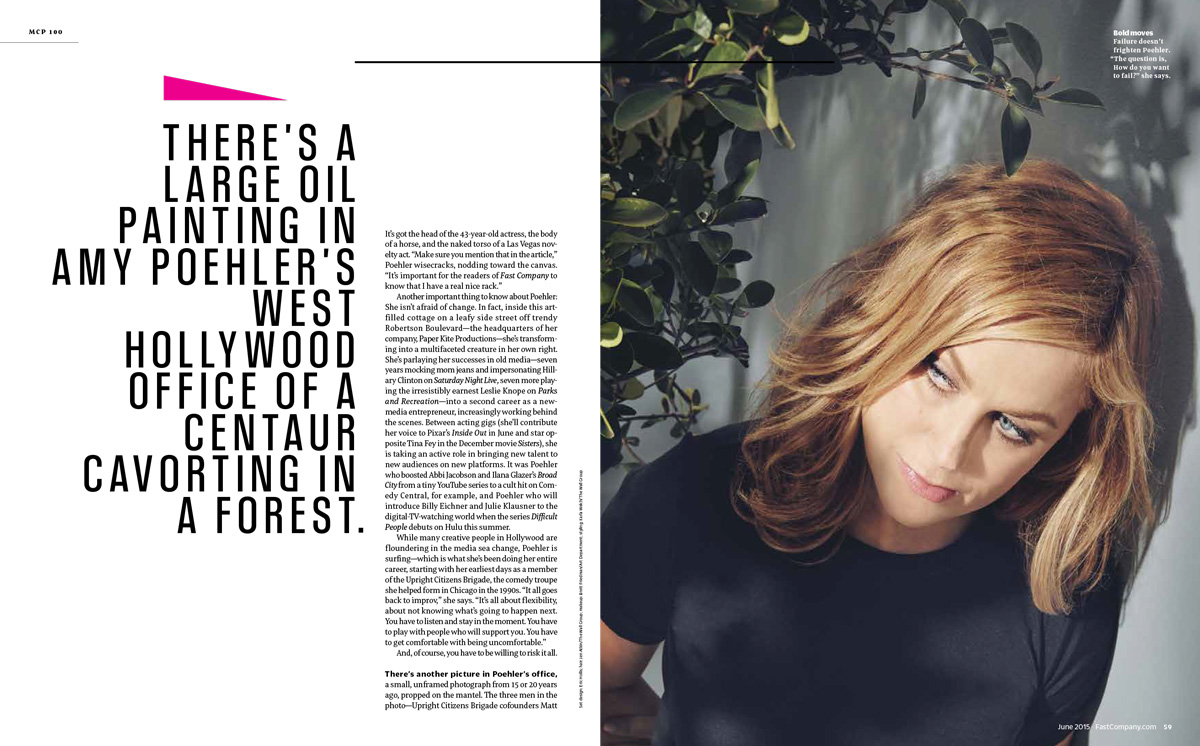 MCP 100
THERE'S A
LARGE OIL
PAINTING IN
AMY POEHLER'S
WEST
HOLLYWOOD
OFFICE OF A
CENTAUR
CAVORTING IN
A FOREST.
It's got the head of the 43-year-old actress, the body
of a horse, and the naked torso of a Las Vegas nov-
elty act. "Make sure you mention that in the article,"
Poehler wisecracks, nodding toward the canvas.
"It's important for the readers of Fast Company to
know that I have a real nice rack."
Another important thing to know about Poehler:
She isn't afraid of change. In fact, inside this art-
filled cottage on a leafy side street off trendy
Robertson Boulevard—the headquarters of her
company, Paper Kite Productions—she's transform-
ing into a multifaceted creature in her own right.
She's parlaying her successes in old media—seven
years mocking mom jeans and impersonating Hill-
ary Clinton on Saturday Night Live, seven more play-
ing the irresistibly earnest Leslie Knope on Parks
and Recreation—into a second career as a new-
media entrepreneur, increasingly working behind
the scenes. Between acting gigs (she'll contribute
her voice to Pixar's Inside Out in June and star op-
posite Tina Fey in the December movie Sisters), she
is taking an active role in bringing new talent to
new audiences on new platforms. It was Poehler
who boosted Abbi Jacobson and Ilana Glazer's Broad
City from a tiny YouTube series to a cult hit on Com-
edy Central, for example, and Poehler who will
introduce Billy Eichner and Julie Klausner to the
digital-TV-watching world when the series Difficult
People debuts on Hulu this summer.
While many creative people in Hollywood are
floundering in the media sea change, Poehler is
surfing—which is what she's been doing her entire
career, starting with her earliest days as a member
of the Upright Citizens Brigade, the comedy troupe
she helped form in Chicago in the 1990s. "It all goes
back to improv," she says. "It's all about flexibility,
about not knowing what's going to happen next.
You have to listen and stay in the moment. You have
to play with people who will support you. You have
to get comfortable with being uncomfortable."
And, of course, you have to be willing to risk it all.
There's another picture in Poehler's office,
a small, unframed photograph from 15 or 20 years
ago, propped on the mantel. The three men in the
photo—Upright Citizens Brigade cofounders Matt
Bold moves
Failure doesn't
frighten Poehler.
"The question is,
How do you want
to fail?" she says.
June 2015 FastCompany.com 59